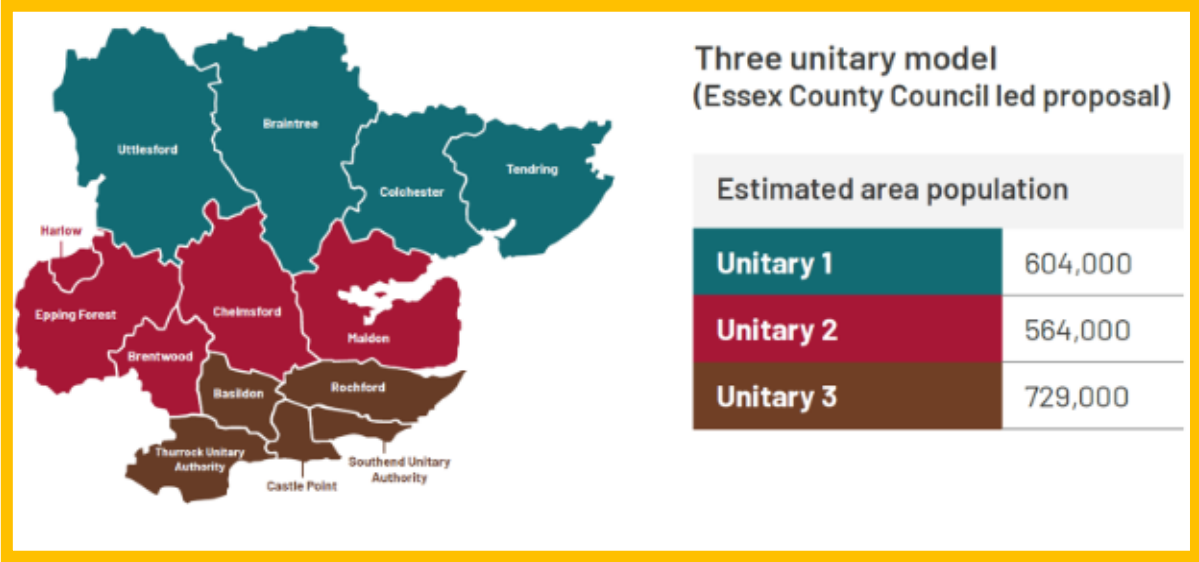 Three unitary model
(Essex County Council led proposal)
Estimated area population
Unitary 1 604,000
Unitary 2 564,000
Unitary 3 729,000
Uttlesford
Braintree
Colchester
Tendring
Harlow
Epping Forest
Chelmsford
Maldon
Brentwood
Basildon
Rochford
Thurrock Unitary
Authority
Castle Point
Southend Unitary
Authority